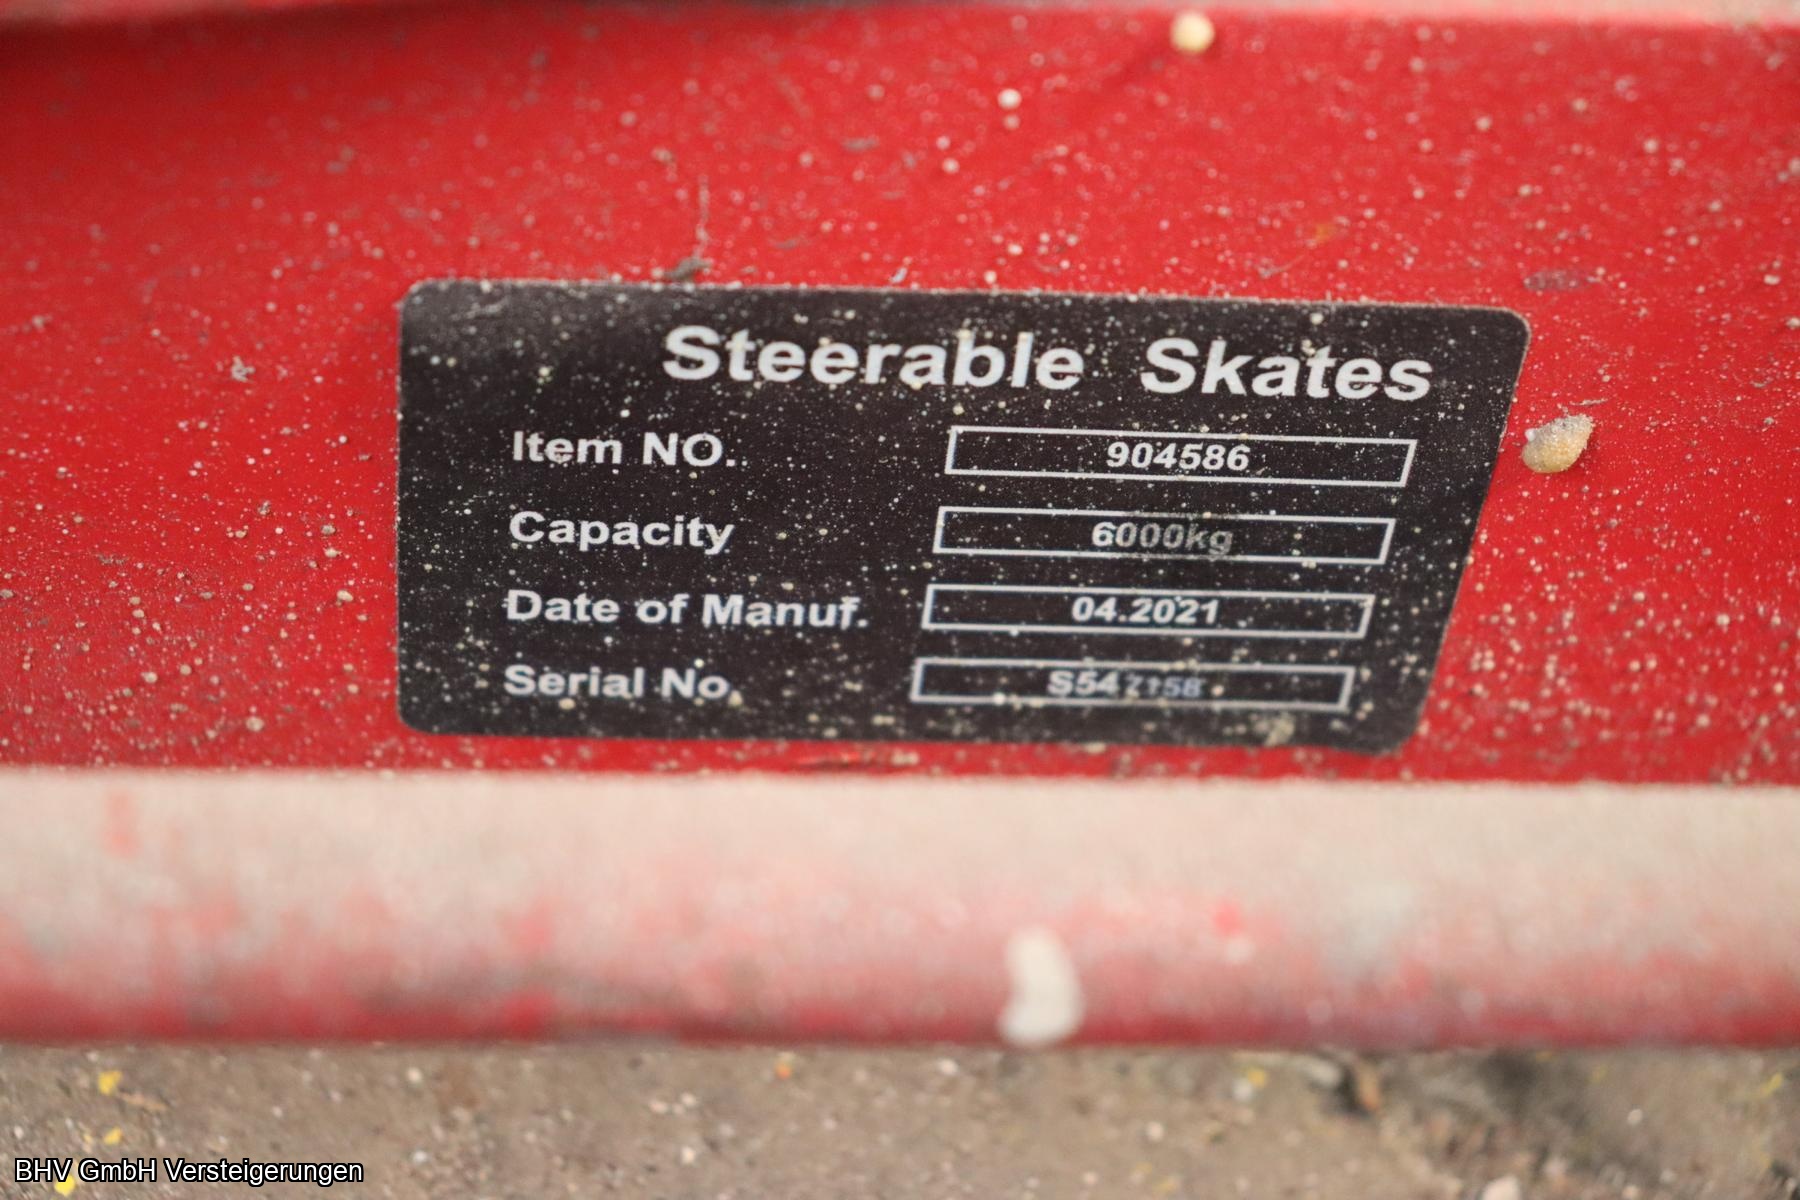 Steerable Skates
Item NO. 904586
Capacity 6000kg
Date of Manuf. 04.2021
Serial No.
BHV GmbH Versteigerungen